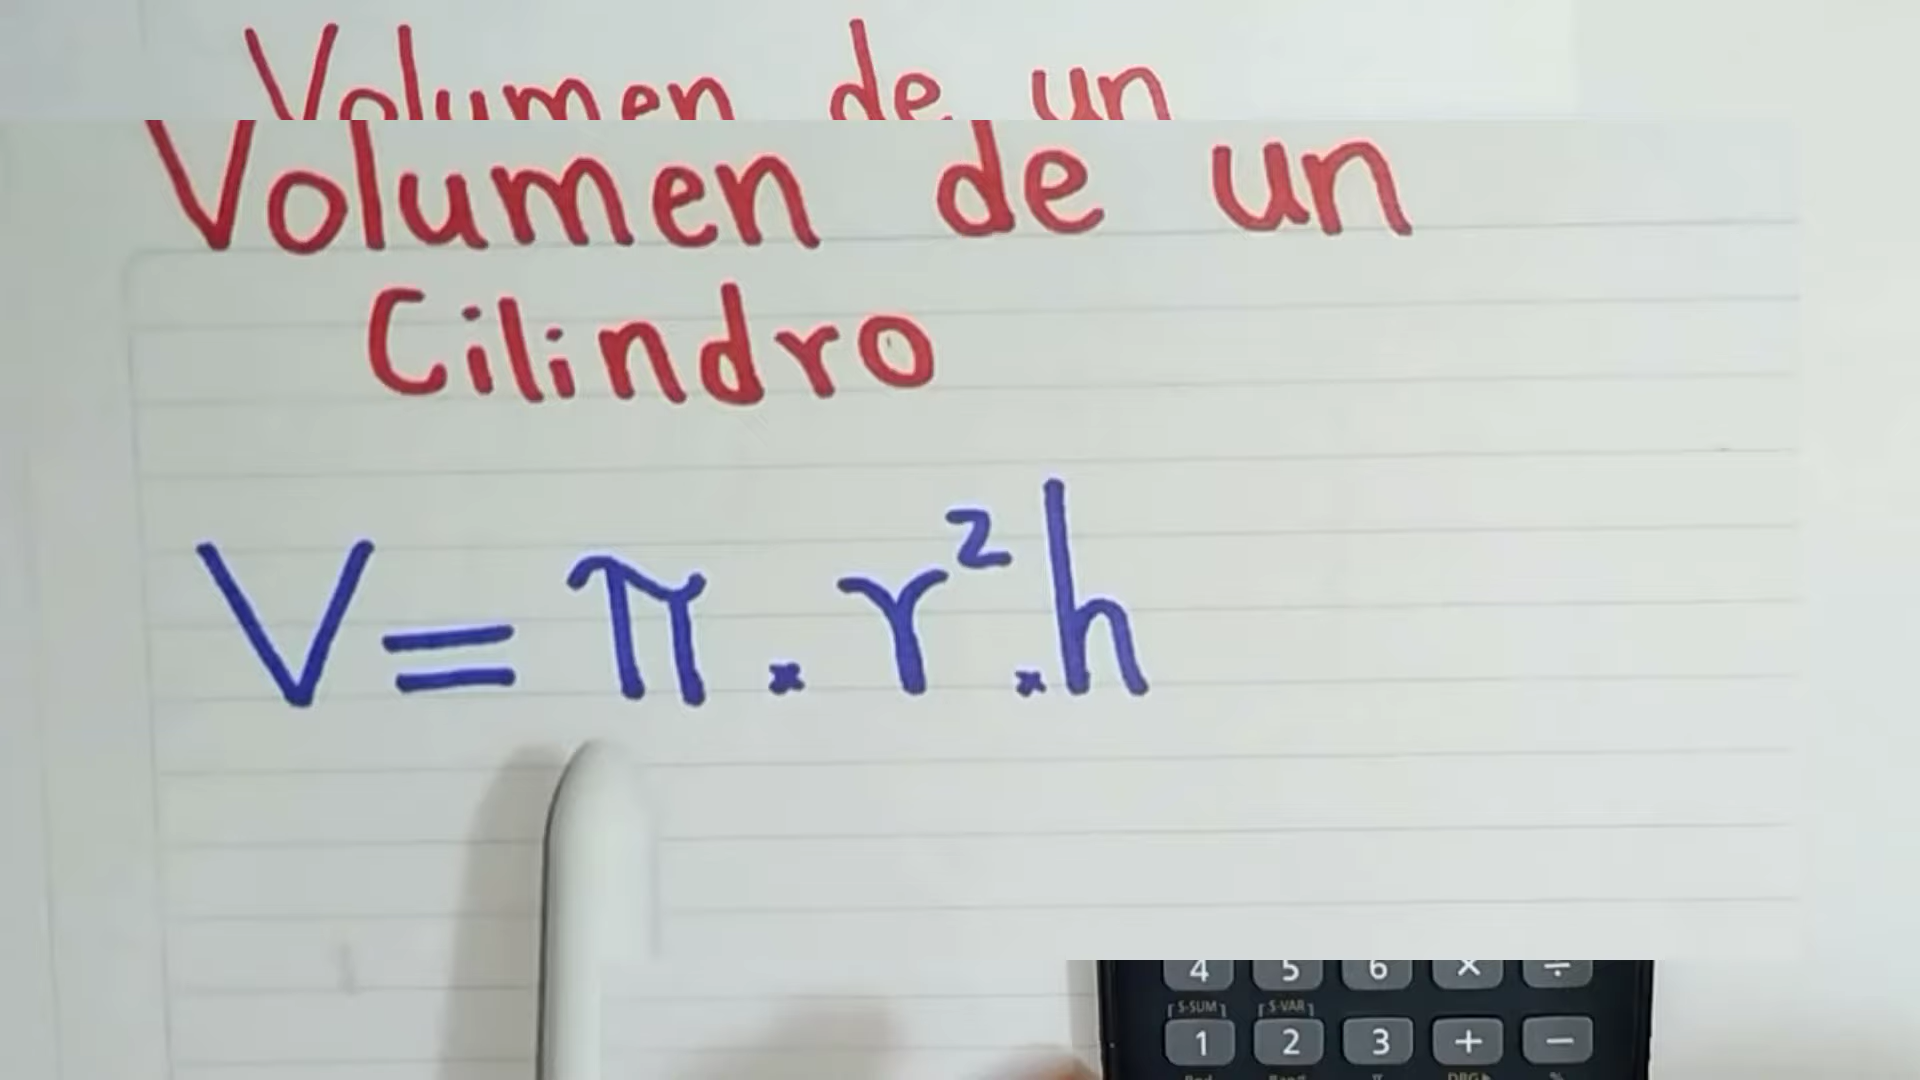 Volumen de un
Volumen de un
Cilindro
V = π . r² . h
4 5 6 × ÷
S-SUM S-VAR
1 2 3 + −